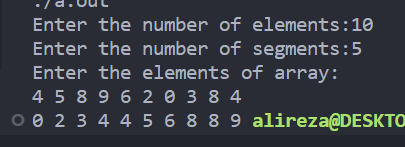 ./a.out
Enter the number of elements:10
Enter the number of segments:5
Enter the elements of array:
4 5 8 9 6 2 0 3 8 4
0 2 3 4 4 5 6 8 8 9 alireza@DESKTO